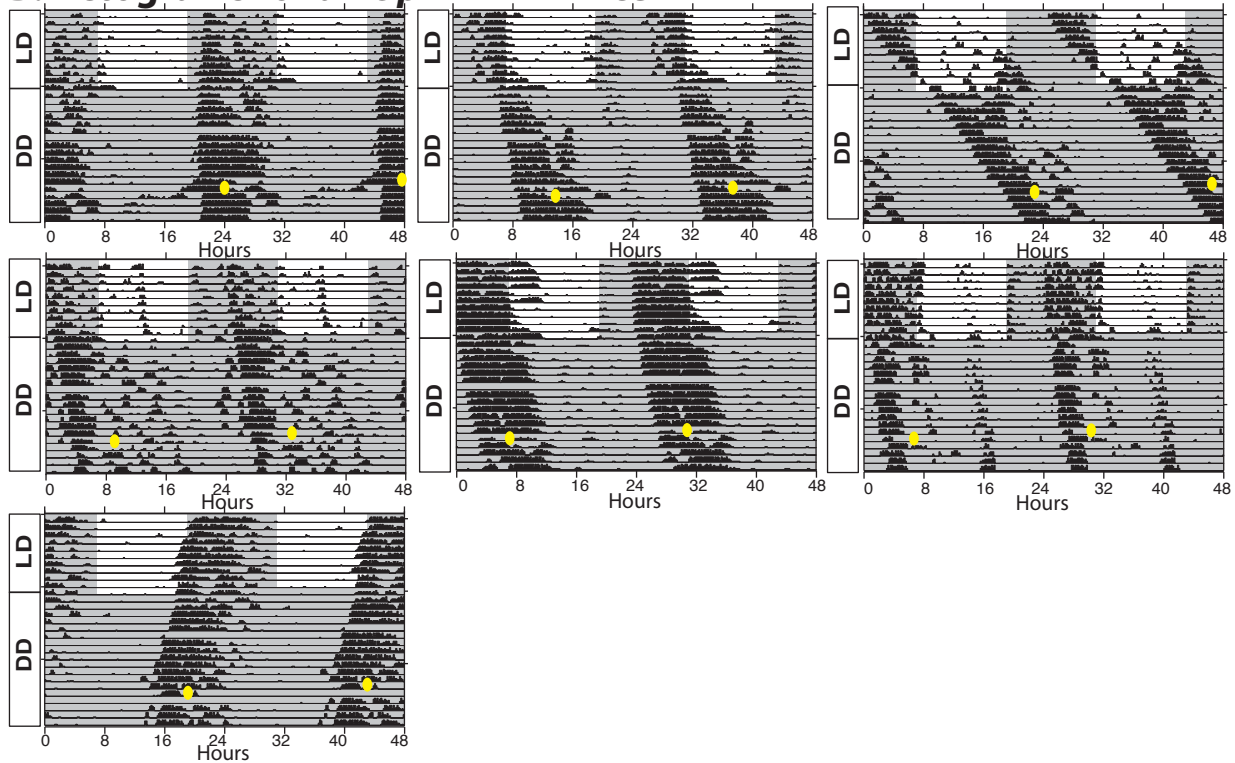 LD LD LD
DD DD DD
0 8 16 24 32 40 48 0 8 16 24 32 40 48 0 8 16 24 32 40 48
Hours Hours Hours
LD LD LD
DD DD DD
0 8 16 24 32 40 48 0 8 16 24 32 40 48 0 8 16 24 32 40 48
Hours Hours Hours
LD
DD
0 8 16 24 32 40 48
Hours